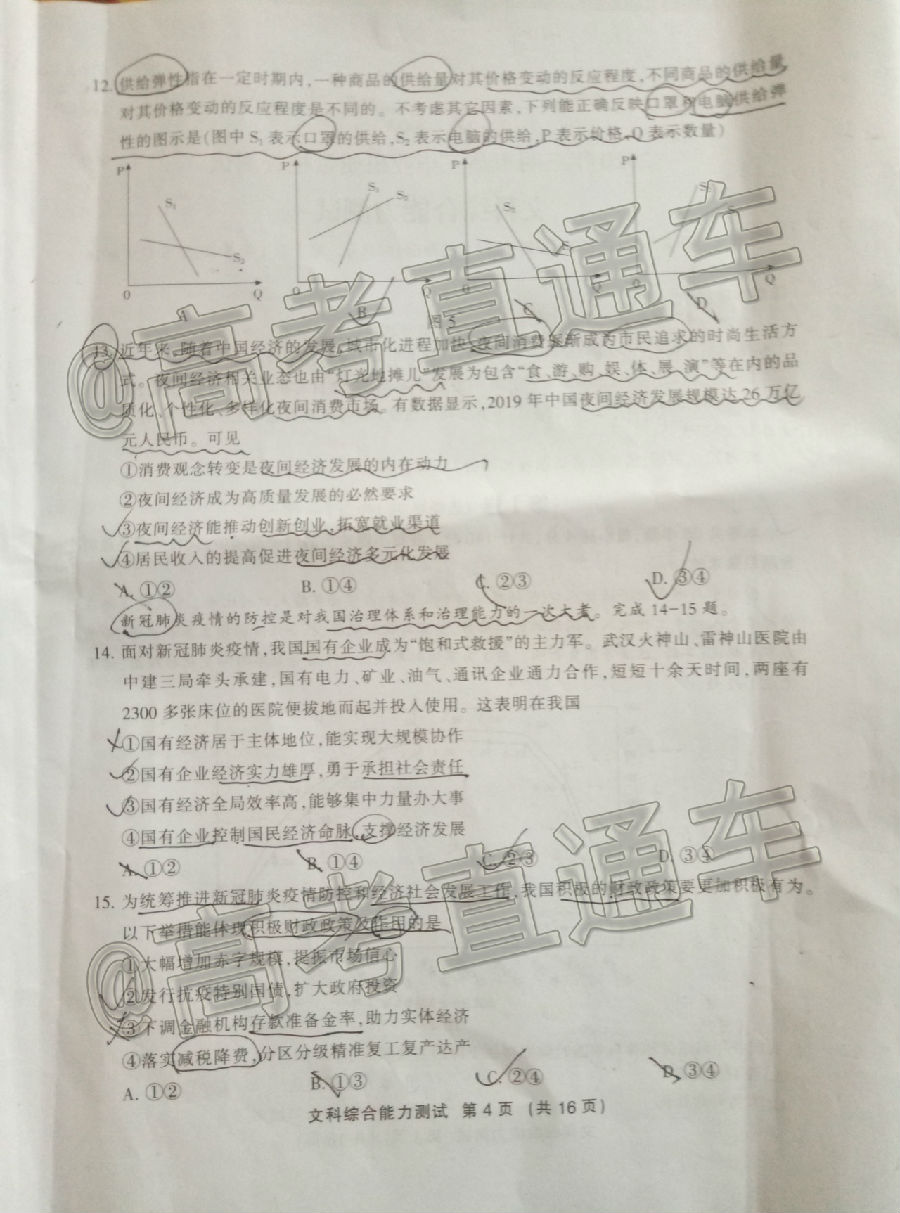 12. 供给弹性指在一定时期内,一种商品的供给量对其价格变动的反应程度,不同商品的供给量
对其价格变动的反应程度是不同的。不考虑其它因素,下列能正确反映口罩和电脑供给弹
性的图示是(图中 S₁ 表示口罩的供给,S₂ 表示电脑的供给,P 表示价格,Q 表示数量)
P P P P
S₁ S₁ S₂ S₁ S₁
S₂
0 Q 0 Q 0 Q 0 Q
A B C D
图 5
13. 近年来,随着中国经济的发展,城市化进程加快,夜间消费逐渐成为市民追求的时尚生活方
式。夜间经济相关业态也由“灯光地摊儿”发展为包含“食、游、购、娱、体、展、演”等在内的品
质化、个性化、多样化夜间消费市场。有数据显示,2019 年中国夜间经济发展规模达 26 万亿
元人民币。可见
①消费观念转变是夜间经济发展的内在动力
②夜间经济成为高质量发展的必然要求
③夜间经济能推动创新创业,拓宽就业渠道
④居民收入的提高促进夜间经济多元化发展
A. ①② B. ①④ C. ②③ D. ③④
新冠肺炎疫情的防控是对我国治理体系和治理能力的一次大考。完成 14-15 题。
14. 面对新冠肺炎疫情,我国国有企业成为“饱和式救援”的主力军。武汉火神山、雷神山医院由
中建三局牵头承建,国有电力、矿业、油气、通讯企业通力合作,短短十余天时间,两座有
2300 多张床位的医院便拔地而起并投入使用。这表明在我国
①国有经济居于主体地位,能实现大规模协作
②国有企业经济实力雄厚,勇于承担社会责任
③国有经济全局效率高,能够集中力量办大事
④国有企业控制国民经济命脉,支撑经济发展
A. ①② B. ①④ C. ②③ D. ③④
15. 为统筹推进新冠肺炎疫情防控和经济社会发展工作,我国积极的财政政策要更加积极有为。
以下举措能体现积极财政政策及作用的是
①大幅增加赤字规模,提振市场信心
②发行抗疫特别国债,扩大政府投资
③下调金融机构存款准备金率,助力实体经济
④落实减税降费,分区分级精准复工复产达产
A. ①② B. ①③ C. ②④ D. ③④
文科综合能力测试 第 4 页 (共 16 页)
@高考直通车
@高考直通车